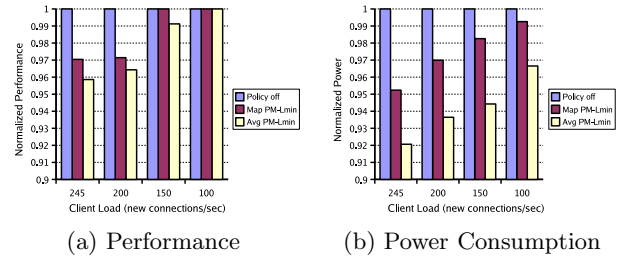 1
0.99
0.98
0.97
0.96
0.95
0.94
0.93
0.92
0.91
0.9
Normalized Performance
245 200 150 100
Client Load (new connections/sec)
Policy off
Map PM-Lmin
Avg PM-Lmin
(a) Performance
1
0.99
0.98
0.97
0.96
0.95
0.94
0.93
0.92
0.91
0.9
Normalized Power
245 200 150 100
Client Load (new connections/sec)
Policy off
Map PM-Lmin
Avg PM-Lmin
(b) Power Consumption